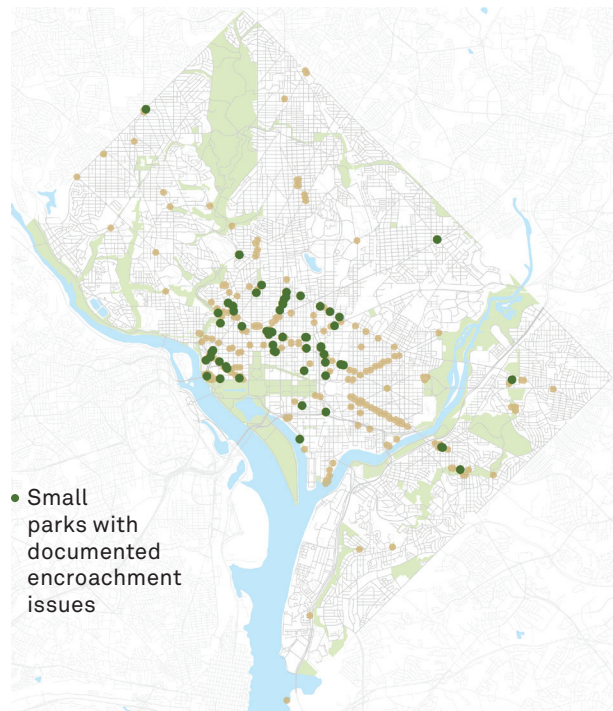 Small
parks with
documented
encroachment
issues